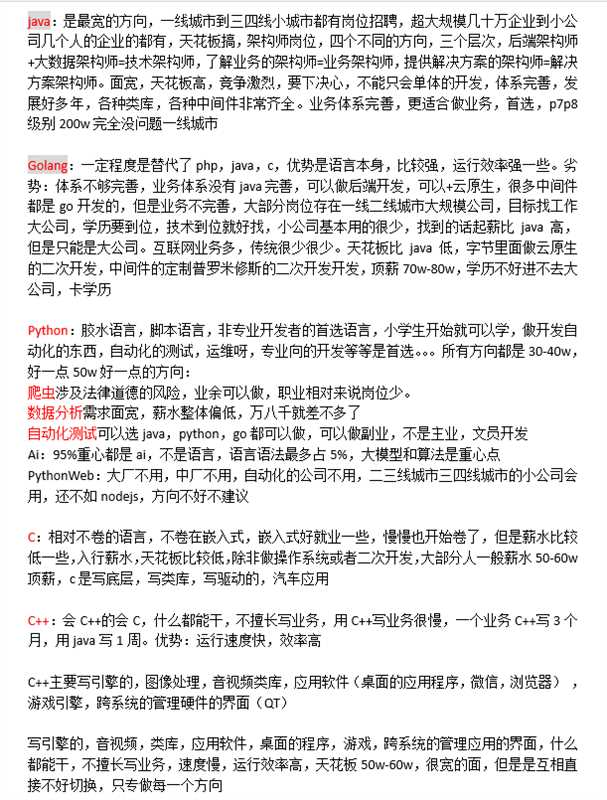 java：是最宽的方向，一线城市到三四线小城市都有岗位招聘，超大规模几十万企业到小公
司几个人的企业的都有，天花板搞，架构师岗位，四个不同的方向，三个层次，后端架构师
+大数据架构师=技术架构师，了解业务的架构师=业务架构师，提供解决方案的架构师=解决
方案架构师。面宽，天花板高，竞争激烈，要下决心，不能只会单体的开发，体系完善，发
展好多年，各种类库，各种中间件非常齐全。业务体系完善，更适合做业务，首选，p7p8
级别 200w 完全没问题一线城市
Golang：一定程度是替代了 php，java，c，优势是语言本身，比较强，运行效率强一些。劣
势：体系不够完善，业务体系没有 java 完善，可以做后端开发，可以+云原生，很多中间件
都是 go 开发的，但是业务不完善，大部分岗位存在一线二线城市大规模公司，目标找工作
大公司，学历要到位，技术到位就好找，小公司基本用的很少，找到的话起薪比 java 高，
但是只能是大公司。互联网业务多，传统很少很少。天花板比 java 低，字节里面做云原生
的二次开发，中间件的定制普罗米修斯的二次开发开发，顶薪 70w-80w，学历不好进不去大
公司，卡学历
Python：胶水语言，脚本语言，非专业开发者的首选语言，小学生开始就可以学，做开发自
动化的东西，自动化的测试，运维呀，专业向的开发等等是首选。。。所有方向都是 30-40w，
好一点 50w 好一点的方向：
爬虫涉及法律道德的风险，业余可以做，职业相对来说岗位少。
数据分析需求面宽，薪水整体偏低，万八千就差不多了
自动化测试可以选 java，python，go 都可以做，可以做副业，不是主业，文员开发
Ai：95%重心都是 ai，不是语言，语言语法最多占 5%，大模型和算法是重心点
PythonWeb：大厂不用，中厂不用，自动化的公司不用，二三线城市三四线城市的小公司会
用，还不如 nodejs，方向不好不建议
C：相对不卷的语言，不卷在嵌入式，嵌入式好就业一些，慢慢也开始卷了，但是薪水比较
低一些，入行薪水，天花板比较低，除非做操作系统或者二次开发，大部分人一般薪水 50-60w
顶薪，c 是写底层，写类库，写驱动的，汽车应用
C++：会 C++的会 C，什么都能干，不擅长写业务，用 C++写业务很慢，一个业务 C++写 3 个
月，用 java 写 1 周。优势：运行速度快，效率高
C++主要写引擎的，图像处理，音视频类库，应用软件（桌面的应用程序，微信，浏览器），
游戏引擎，跨系统的管理硬件的界面（QT）
写引擎的，音视频，类库，应用软件，桌面的程序，游戏，跨系统的管理应用的界面，什么
都能干，不擅长写业务，速度慢，运行效率高，天花板 50w-60w，很宽的面，但是是互相直
接不好切换，只专做每一个方向